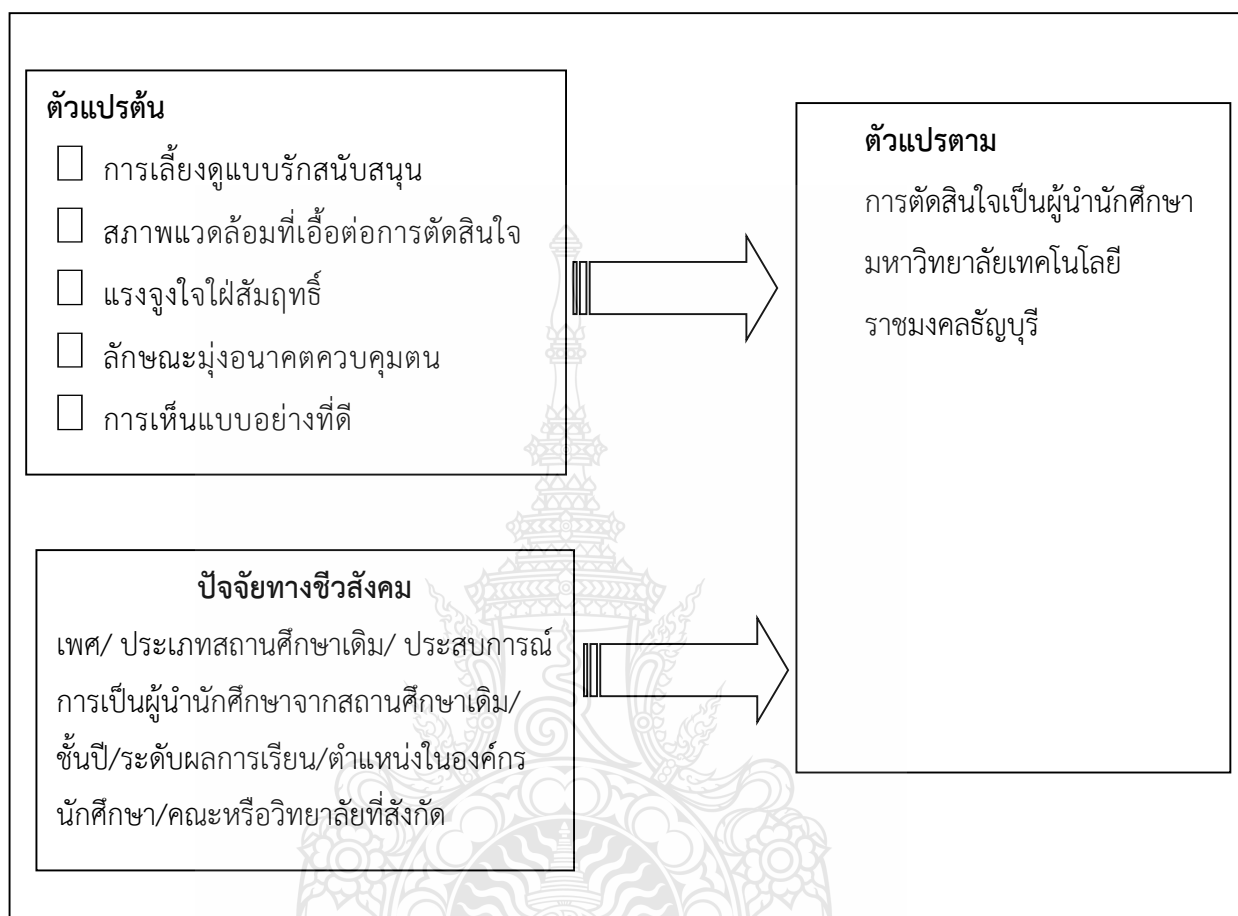 ตัวแปรต้น
การเลี้ยงดูแบบรักสนับสนุน
สภาพแวดล้อมที่เอื้อต่อการตัดสินใจ
แรงจูงใจใฝ่สัมฤทธิ์
ลักษณะมุ่งอนาคตควบคุมตน
การเห็นแบบอย่างที่ดี
ปัจจัยทางชีวสังคม
เพศ/ ประเภทสถานศึกษาเดิม/ ประสบการณ์
การเป็นผู้นำนักศึกษาจากสถานศึกษาเดิม/
ชั้นปี/ระดับผลการเรียน/ตำแหน่งในองค์กร
นักศึกษา/คณะหรือวิทยาลัยที่สังกัด
ตัวแปรตาม
การตัดสินใจเป็นผู้นำนักศึกษา
มหาวิทยาลัยเทคโนโลยี
ราชมงคลธัญบุรี